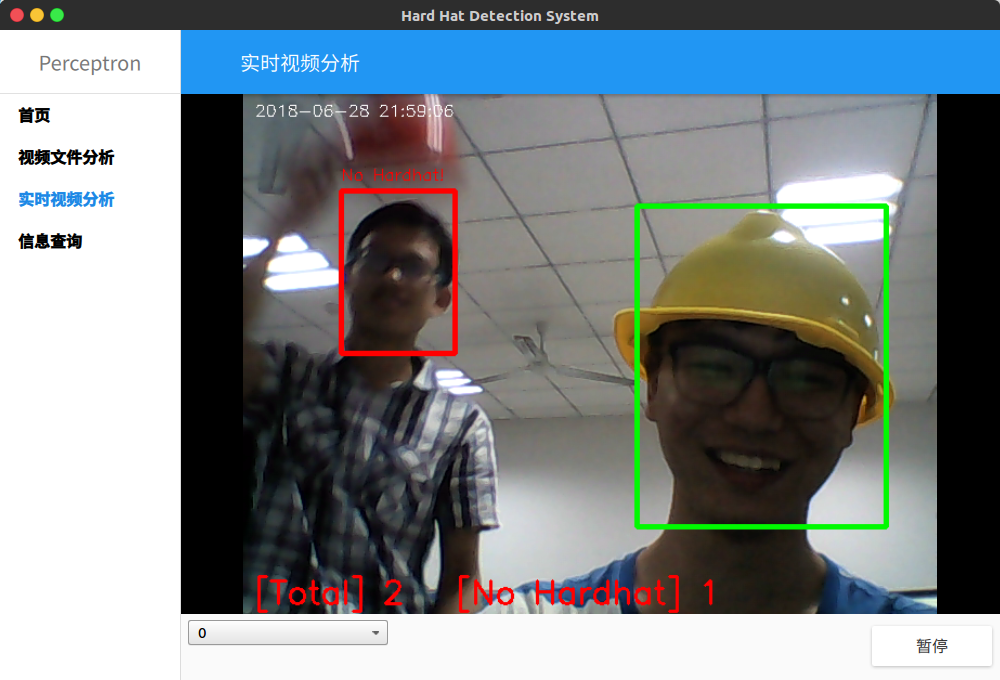 Hard Hat Detection System
Perceptron
实时视频分析
首页
视频文件分析
实时视频分析
信息查询
2018-06-28 21:59:06
No Hardhat!
[Total] 2 [No Hardhat] 1
0
暂停